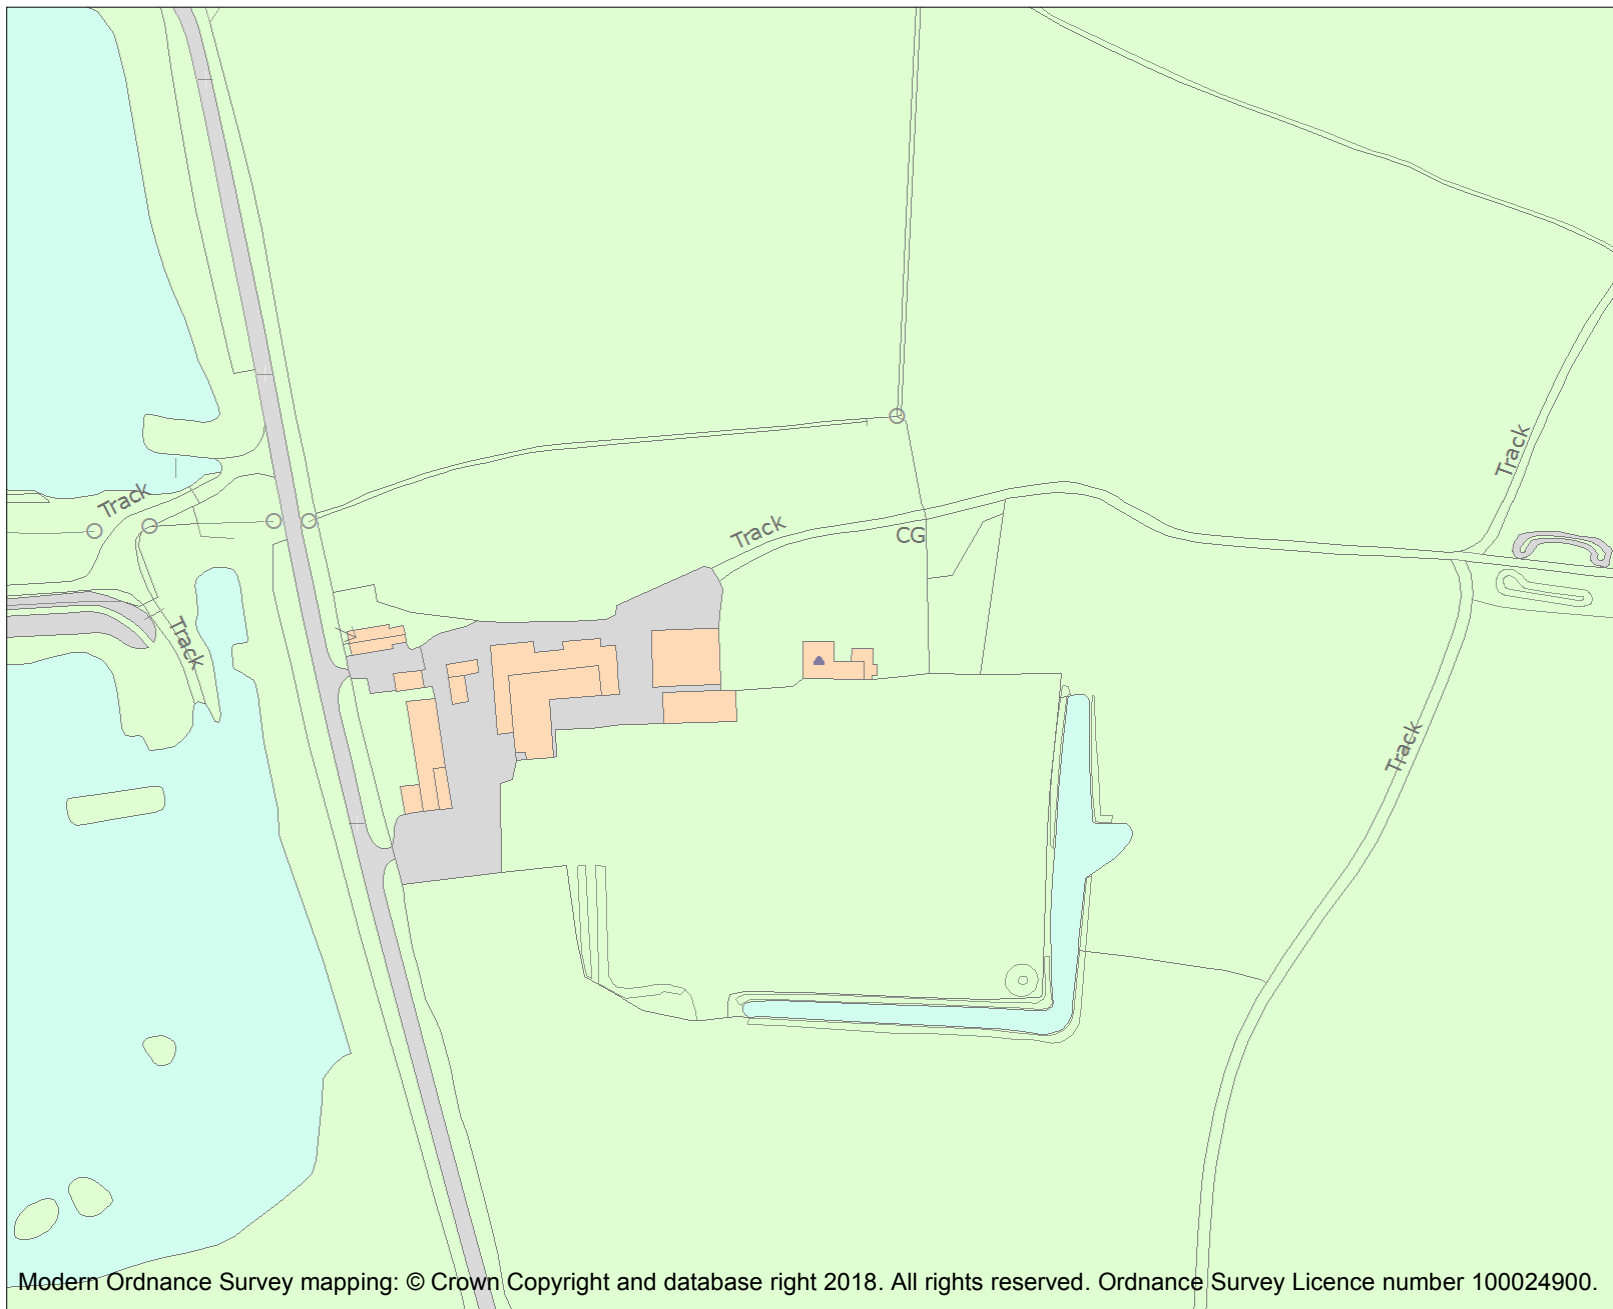 Track
Track
Track
CG
Track
Track
Modern Ordnance Survey mapping: © Crown Copyright and database right 2018. All rights reserved. Ordnance Survey Licence number 100024900.